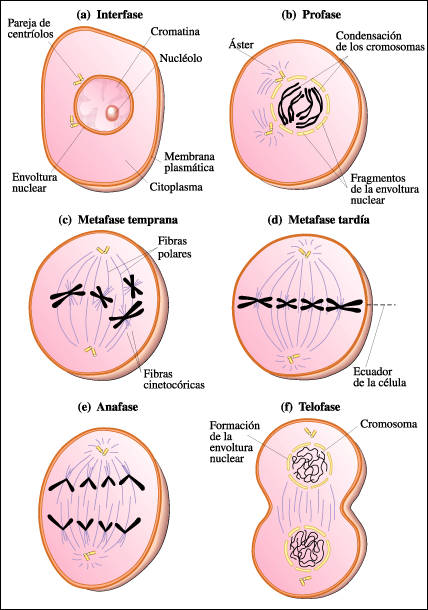 (a) Interfase
Pareja de
centríolos
Cromatina
Nucléolo
Envoltura
nuclear
Membrana
plasmática
Citoplasma
(b) Profase
Áster
Condensación
de los cromosomas
Fragmentos
de la envoltura
nuclear
(c) Metafase temprana
Fibras
polares
Fibras
cinetocóricas
(d) Metafase tardía
Ecuador
de la célula
(e) Anafase
(f) Telofase
Formación
de la
envoltura
nuclear
Cromosoma